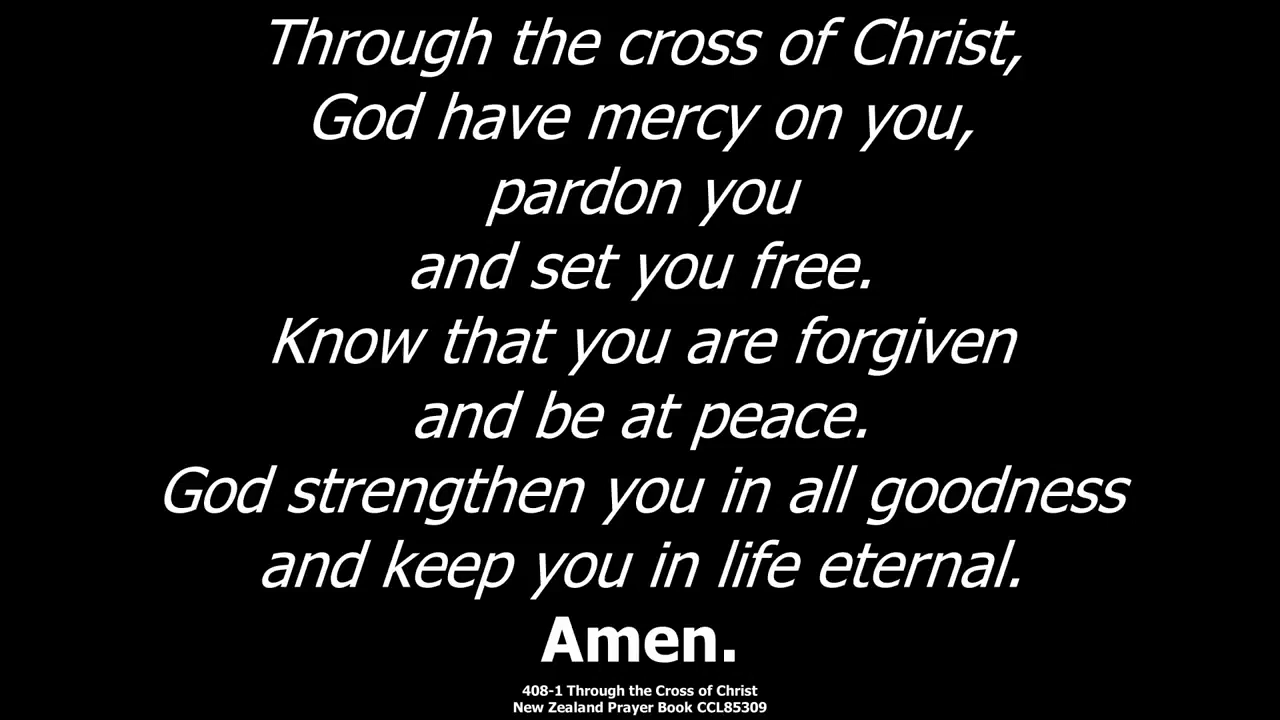 Through the cross of Christ,
God have mercy on you,
pardon you
and set you free.
Know that you are forgiven
and be at peace.
God strengthen you in all goodness
and keep you in life eternal.
Amen.
408-1 Through the Cross of Christ
New Zealand Prayer Book CCL85309